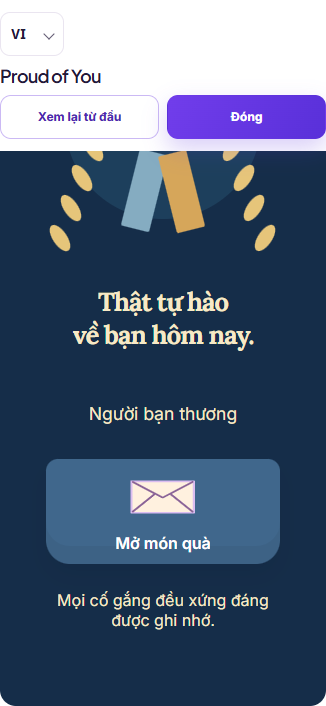 VI
Proud of You
Xem lại từ đầu
Đóng
Thật tự hào
về bạn hôm nay.
Người bạn thương
Mở món quà
Mọi cố gắng đều xứng đáng
được ghi nhớ.